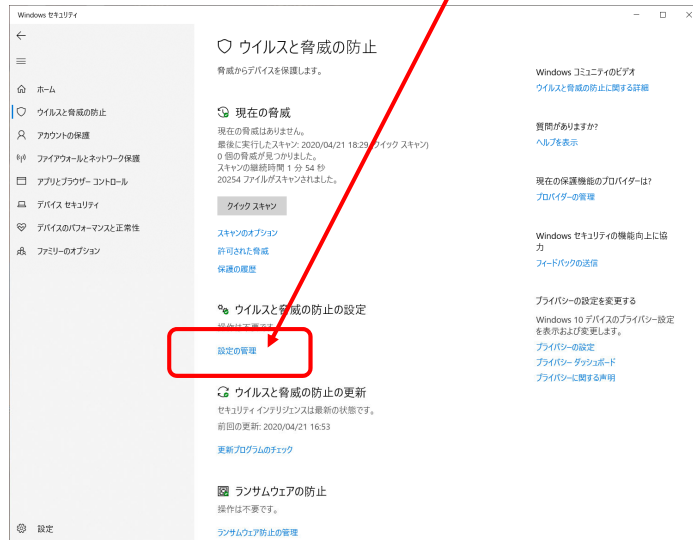 Windows セキュリティ
ホーム
ウイルスと脅威の防止
アカウントの保護
ファイアウォールとネットワーク保護
アプリとブラウザー コントロール
デバイス セキュリティ
デバイスのパフォーマンスと正常性
ファミリーのオプション
設定
ウイルスと脅威の防止
脅威からデバイスを保護します。
現在の脅威
現在の脅威はありません。
最後に実行したスキャン: 2020/04/21 18:29 (クイック スキャン)
0 個の脅威が見つかりました。
スキャンの継続時間 1 分 54 秒
20254 ファイルがスキャンされました。
クイック スキャン
スキャンのオプション
許可された脅威
保護の履歴
ウイルスと脅威の防止の設定
操作は不要です。
設定の管理
ウイルスと脅威の防止の更新
セキュリティ インテリジェンスは最新の状態です。
前回の更新: 2020/04/21 16:53
更新プログラムのチェック
ランサムウェアの防止
操作は不要です。
ランサムウェア防止の管理
Windows コミュニティのビデオ
ウイルスと脅威の防止に関する詳細
質問がありますか?
ヘルプを表示
現在の保護機能のプロバイダーは?
プロバイダーの管理
Windows セキュリティの機能向上に協
力
フィードバックの送信
プライバシーの設定を変更する
Windows 10 デバイスのプライバシー設定
を表示および変更します。
プライバシーの設定
プライバシー ダッシュボード
プライバシーに関する声明